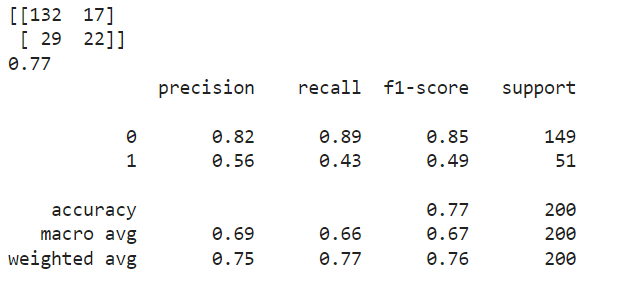 [[132  17]
 [ 29  22]]
0.77
              precision    recall  f1-score   support

           0       0.82      0.89      0.85       149
           1       0.56      0.43      0.49        51

    accuracy                           0.77       200
   macro avg       0.69      0.66      0.67       200
weighted avg       0.75      0.77      0.76       200